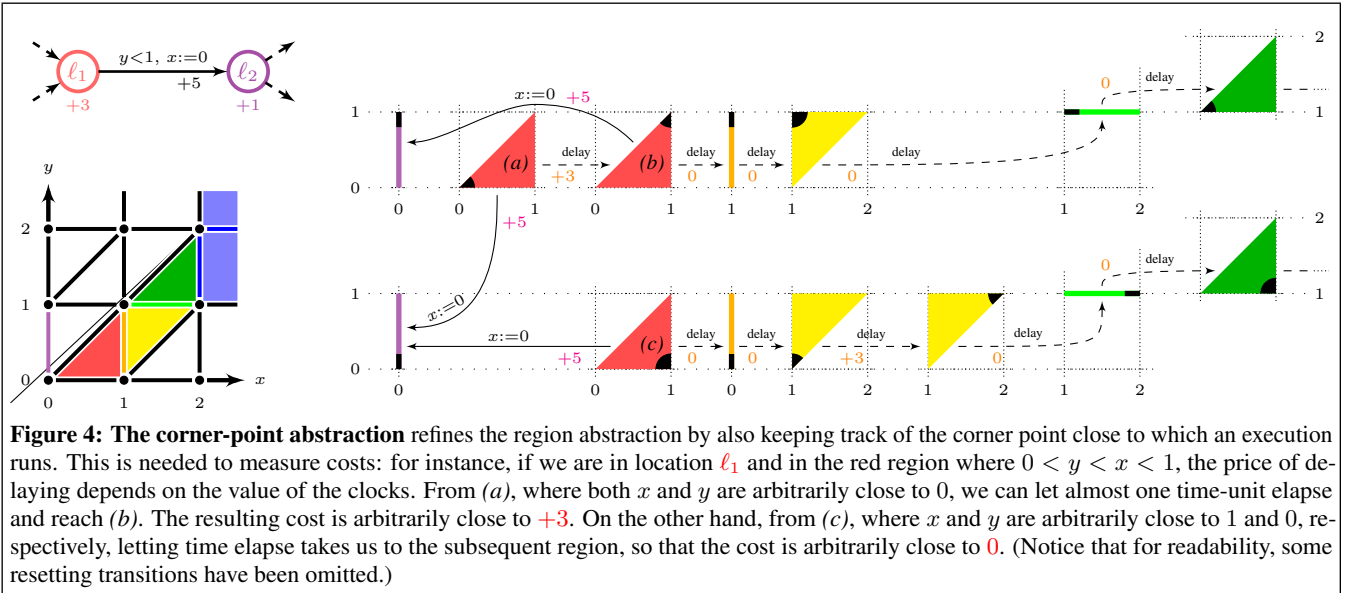 y<1, x:=0
ℓ1 ℓ2
+5
+3 +1
y
2
1
0
0 1 2 x
x:=0 +5
1
0
(a) delay +3 (b) delay 0 delay 0 0 delay
0 delay
2
1
0 0 1 0 1 0 1 2 1 2
+5
x:=0
x:=0
+5
1
0
(c) delay 0 delay 0 delay +3 delay 0
0 delay
2
1
0 0 1 0 1 2 1 2 1 2
Figure 4: The corner-point abstraction refines the region abstraction by also keeping track of the corner point close to which an execution
runs. This is needed to measure costs: for instance, if we are in location ℓ1 and in the red region where 0 < y < x < 1, the price of de-
laying depends on the value of the clocks. From (a), where both x and y are arbitrarily close to 0, we can let almost one time-unit elapse
and reach (b). The resulting cost is arbitrarily close to +3. On the other hand, from (c), where x and y are arbitrarily close to 1 and 0, re-
spectively, letting time elapse takes us to the subsequent region, so that the cost is arbitrarily close to 0. (Notice that for readability, some
resetting transitions have been omitted.)